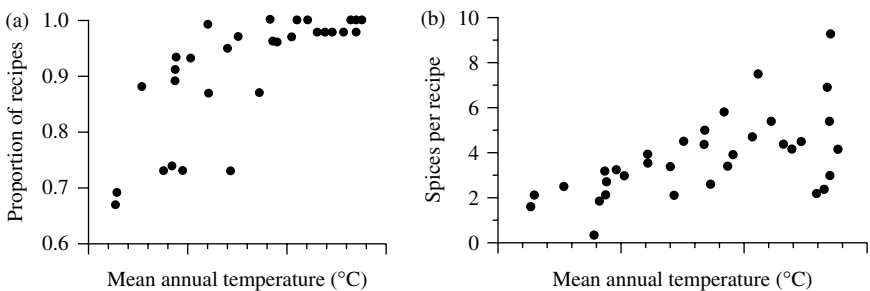 (a)
1.0
0.9
0.8
0.7
0.6
Proportion of recipes
Mean annual temperature (°C)
(b)
10
8
6
4
2
0
Spices per recipe
Mean annual temperature (°C)